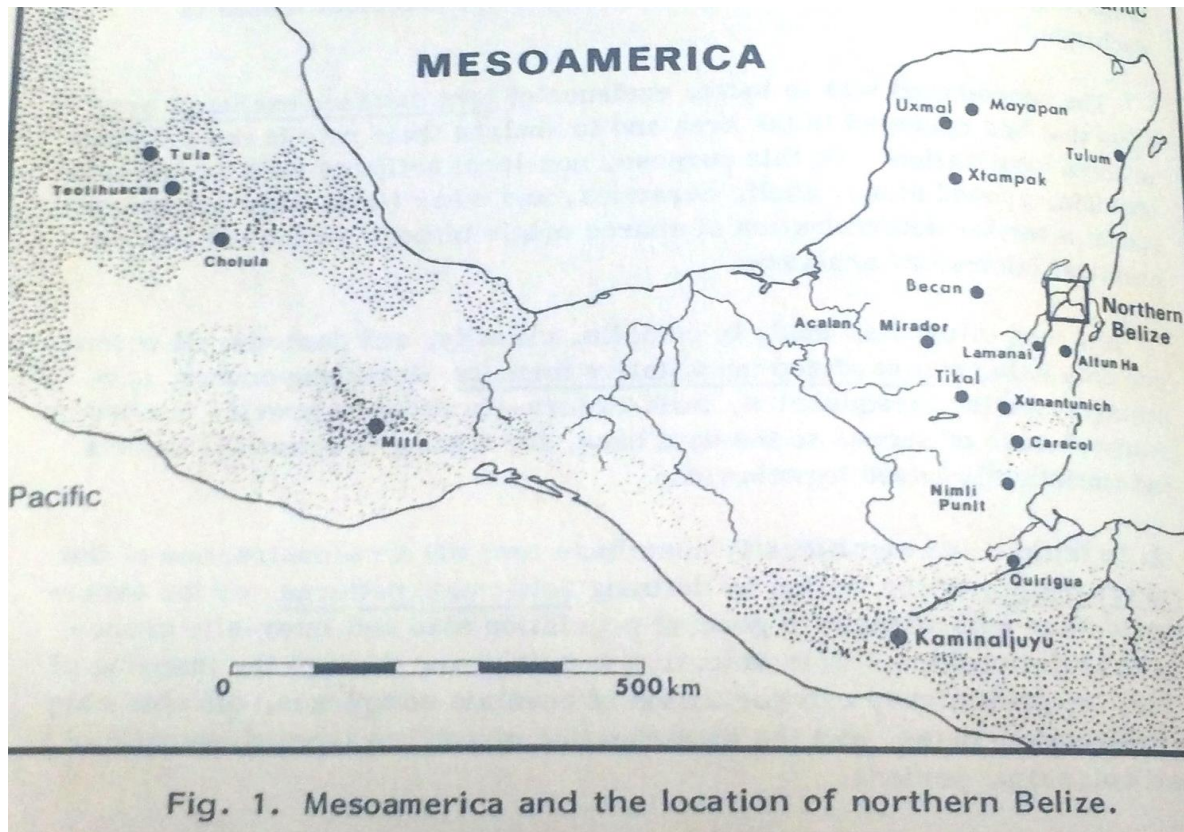 MESOAMERICA
Uxmal
Mayapan
Tula
Tulum
Teotihuacan
Xtampak
Cholula
Becan
Northern
Belize
Acalan
Mirador
Lamanai
Altun Ha
Tikal
Xunantunich
Mitla
Caracol
Pacific
Nimli
Punit
Quirigua
Kaminaljuyu
0
500km
Fig. 1. Mesoamerica and the location of northern Belize.